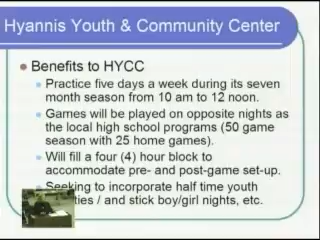 Hyannis Youth & Community Center
Benefits to HYCC
Practice five days a week during its seven
month season from 10 am to 12 noon.
Games will be played on opposite nights as
the local high school programs (50 game
season with 25 home games).
Will fill a four (4) hour block to
accommodate pre- and post-game set-up.
Seeking to incorporate half time youth
/ and stick boy/girl nights, etc.